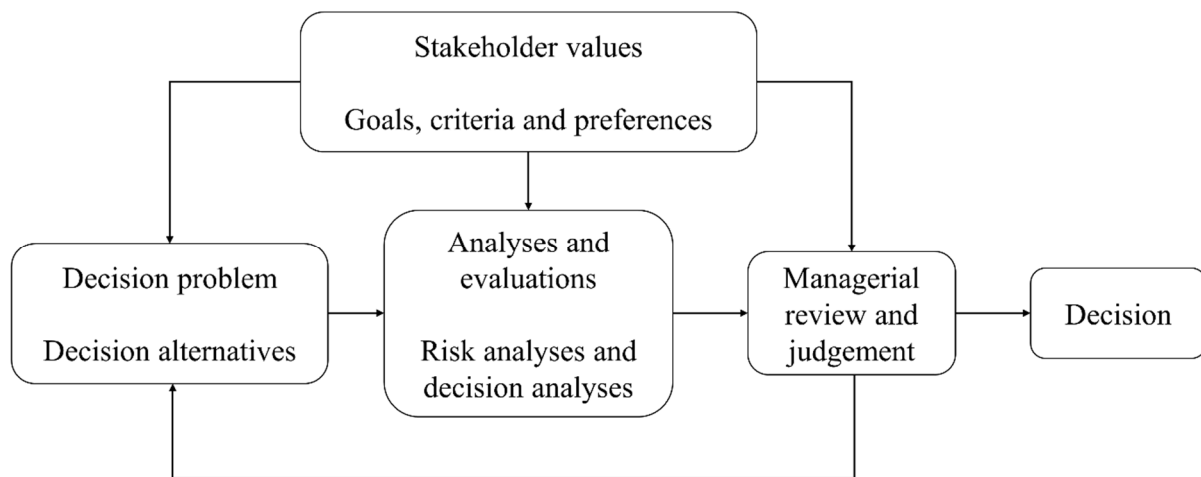 Stakeholder values
Goals, criteria and preferences
Decision problem
Decision alternatives
Analyses and
evaluations
Risk analyses and
decision analyses
Managerial
review and
judgement
Decision